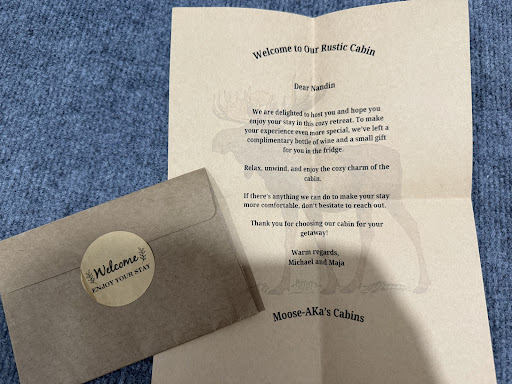 Welcome to Our Rustic Cabin
Dear Nandin
We are delighted to host you and hope you
enjoy your stay in this cozy retreat. To make
your experience even more special, we've left a
complimentary bottle of wine and a small gift
for you in the fridge.
Relax, unwind, and enjoy the cozy charm of the
cabin.
If there's anything we can do to make your stay
more comfortable, don't hesitate to reach out.
Thank you for choosing our cabin for your
getaway!
Warm regards,
Michael and Maja
Moose-AKa's Cabins
Welcome
ENJOY YOUR STAY